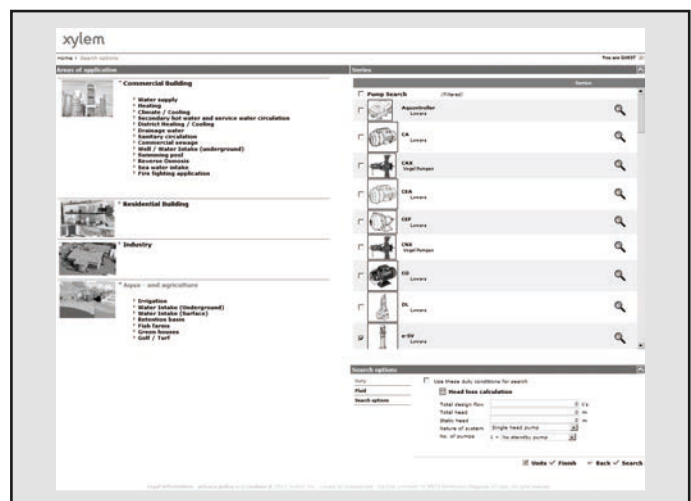 xylem
Home > Search options
You are GUEST
Areas of application
Commercial Building
Water supply
Heating
Climate / Cooling
Secondary hot water and service water circulation
District Heating / Cooling
Drainage water
Sanitary circulation
Commercial sewage
Well / Water Intake (underground)
Swimming pool
Reverse Osmosis
Sea water intake
Fire fighting application
Residential Building
Industry
Aqua - and agriculture
Irrigation
Water Intake (Underground)
Water Intake (Surface)
Retention basin
Fish farms
Green houses
Golf / Turf
Series
Series
Pump Search (Filtered)
Aquontroller
Lowara
CA
Lowara
CAX
Vogel Pumpen
CEA
Lowara
CEF
Lowara
CNX
Vogel Pumpen
CO
Lowara
DL
Lowara
e-SV
Lowara
Search options
Duty
Fluid
Search options
Use these duty conditions for search
Head loss calculation
Total design flow l/s
Total head m
Static head m
Nature of system Single head pump
No. of pumps 1 + No standby pump
Units Finish Back Search